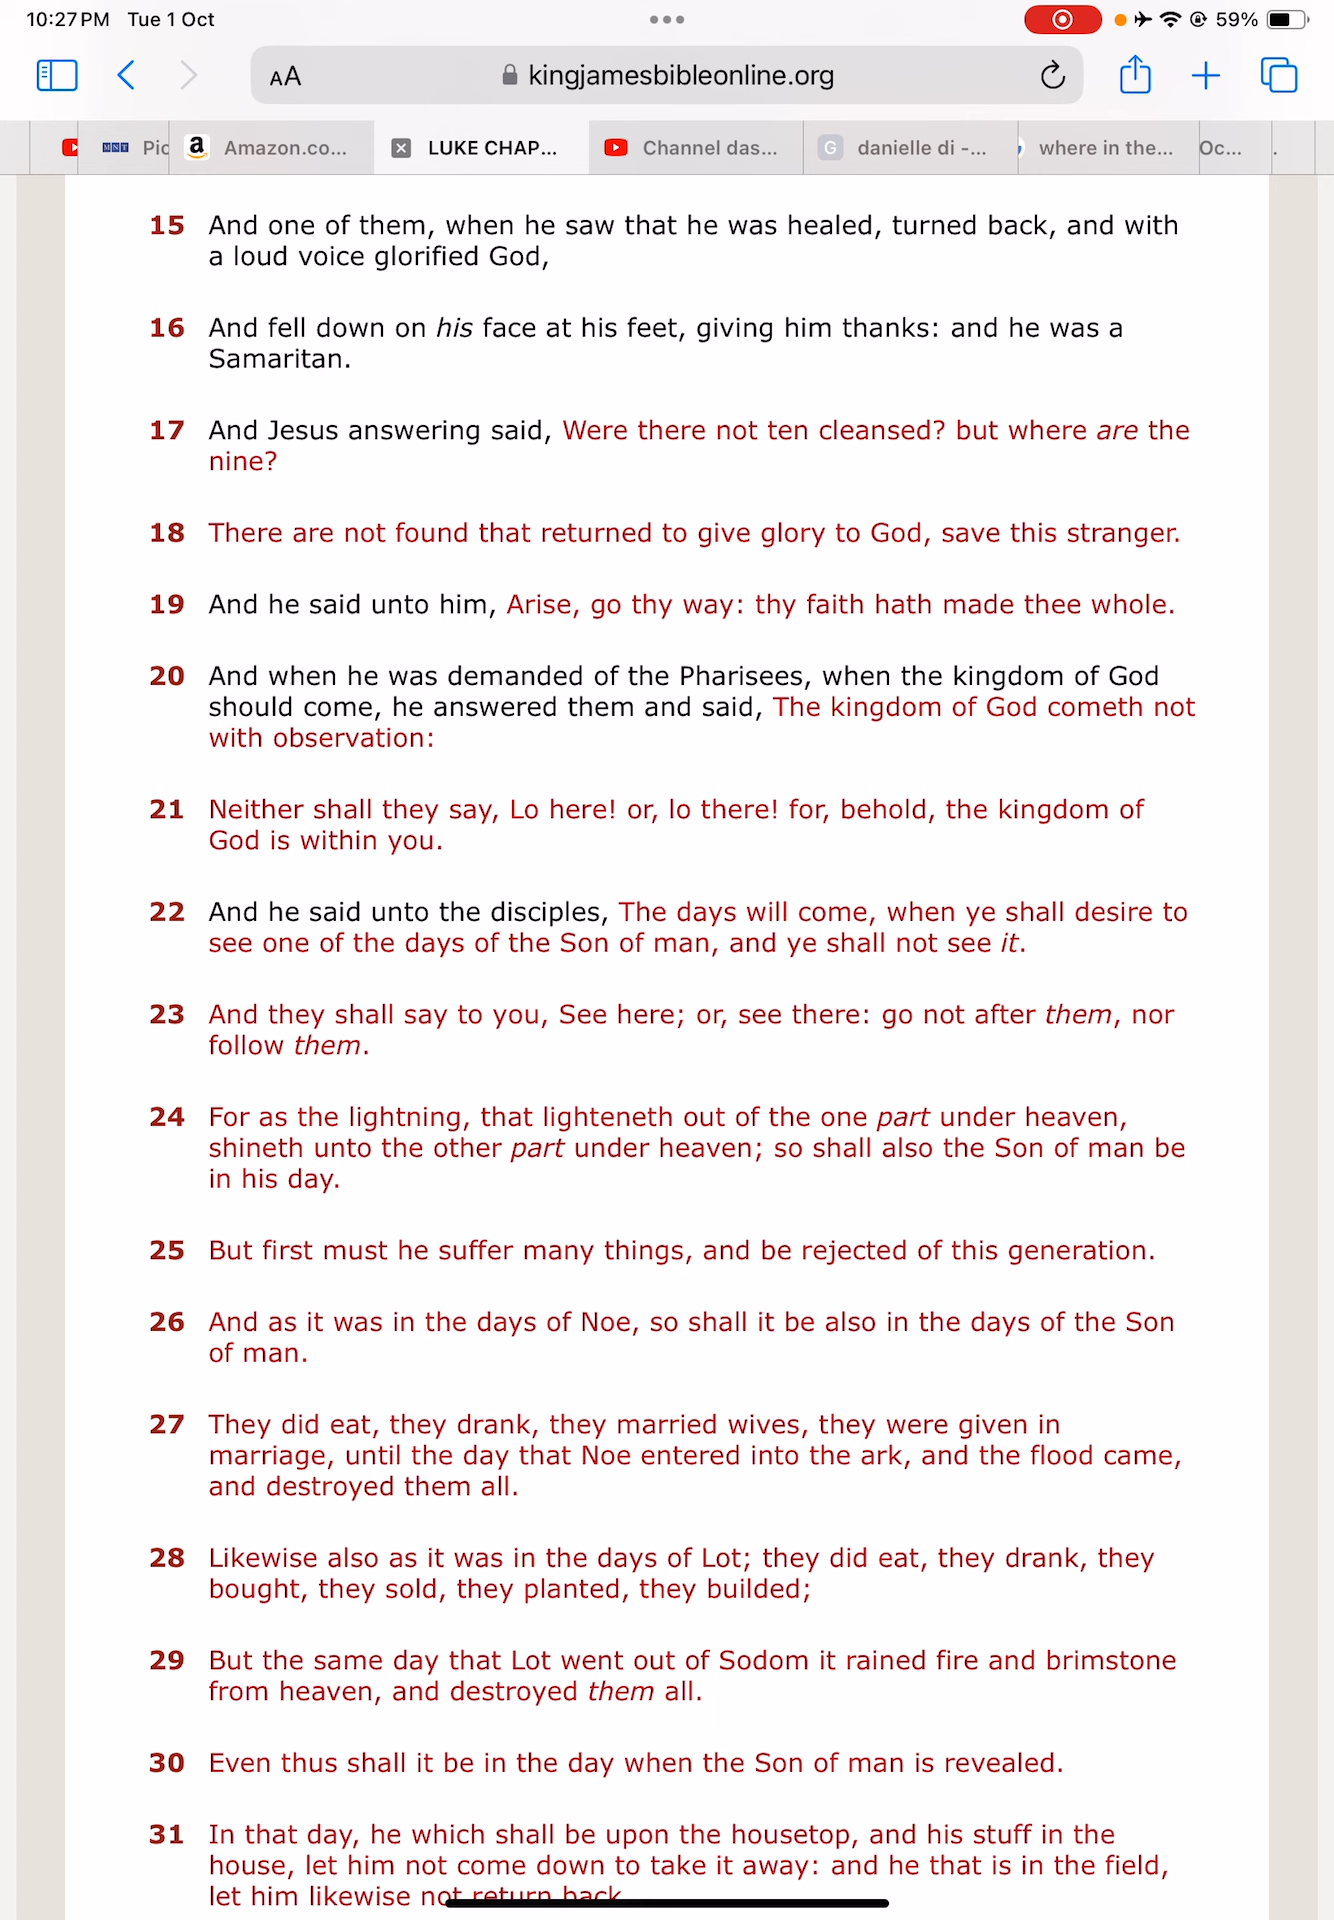 10:27 PM Tue 1 Oct
59%
AA
kingjamesbibleonline.org
MNT
Pic
a
Amazon.co...
LUKE CHAP...
Channel das...
G
danielle di -...
where in the...
Oc...
.
15 And one of them, when he saw that he was healed, turned back, and with
a loud voice glorified God,
16 And fell down on his face at his feet, giving him thanks: and he was a
Samaritan.
17 And Jesus answering said, Were there not ten cleansed? but where are the
nine?
18 There are not found that returned to give glory to God, save this stranger.
19 And he said unto him, Arise, go thy way: thy faith hath made thee whole.
20 And when he was demanded of the Pharisees, when the kingdom of God
should come, he answered them and said, The kingdom of God cometh not
with observation:
21 Neither shall they say, Lo here! or, lo there! for, behold, the kingdom of
God is within you.
22 And he said unto the disciples, The days will come, when ye shall desire to
see one of the days of the Son of man, and ye shall not see it.
23 And they shall say to you, See here; or, see there: go not after them, nor
follow them.
24 For as the lightning, that lighteneth out of the one part under heaven,
shineth unto the other part under heaven; so shall also the Son of man be
in his day.
25 But first must he suffer many things, and be rejected of this generation.
26 And as it was in the days of Noe, so shall it be also in the days of the Son
of man.
27 They did eat, they drank, they married wives, they were given in
marriage, until the day that Noe entered into the ark, and the flood came,
and destroyed them all.
28 Likewise also as it was in the days of Lot; they did eat, they drank, they
bought, they sold, they planted, they builded;
29 But the same day that Lot went out of Sodom it rained fire and brimstone
from heaven, and destroyed them all.
30 Even thus shall it be in the day when the Son of man is revealed.
31 In that day, he which shall be upon the housetop, and his stuff in the
house, let him not come down to take it away: and he that is in the field,
let him likewise not return back